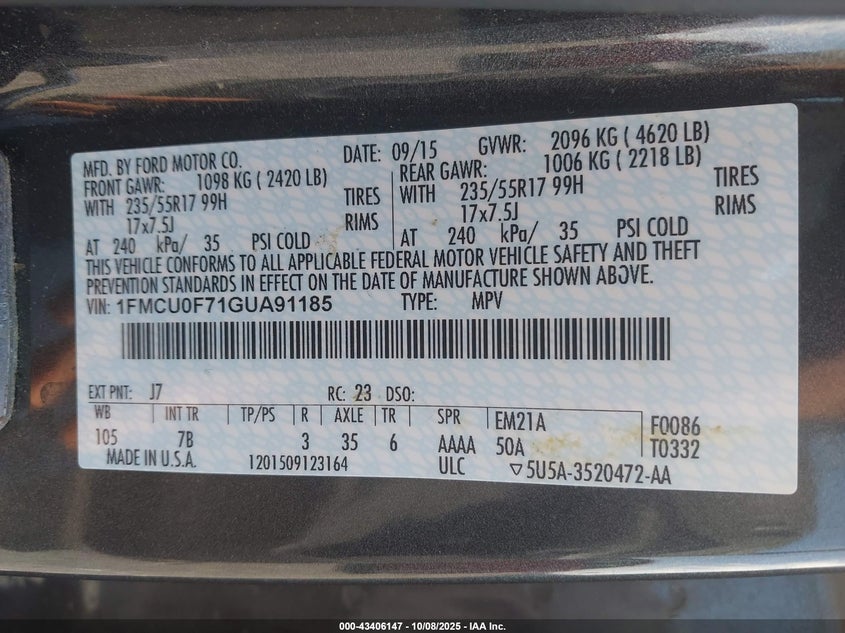 MFD. BY FORD MOTOR CO. DATE: 09/15 GVWR: 2096 KG ( 4620 LB)
FRONT GAWR: 1098 KG ( 2420 LB) REAR GAWR: 1006 KG ( 2218 LB)
WITH 235/55R17 99H TIRES WITH 235/55R17 99H TIRES
17x7.5J RIMS 17x7.5J RIMS
AT 240 kPa/ 35 PSI COLD AT 240 kPa/ 35 PSI COLD
THIS VEHICLE CONFORMS TO ALL APPLICABLE FEDERAL MOTOR VEHICLE SAFETY AND THEFT
PREVENTION STANDARDS IN EFFECT ON THE DATE OF MANUFACTURE SHOWN ABOVE.
VIN: 1FMCU0F71GUA91185 TYPE: MPV
EXT PNT: J7 RC: 23 DSO:
WB INT TR TP/PS R AXLE TR SPR EM21A F0086
105 7B 3 35 6 AAAA 50A T0332
MADE IN U.S.A. 1201509123164 ULC ▽5U5A-3520472-AA
000-43406147 - 10/08/2025 - IAA Inc.